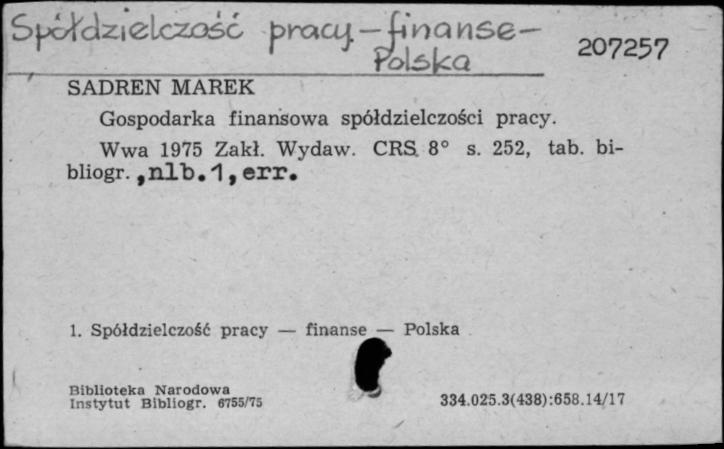 Spółdzielczość pracy - finanse -
Polska
207257
SADREN MAREK
Gospodarka finansowa spółdzielczości pracy.
Wwa 1975 Zakł. Wydaw. CRS. 8° s. 252, tab. bi-
bliogr. ,nlb.1,err.
1. Spółdzielczość pracy — finanse — Polska
Biblioteka Narodowa
Instytut Bibliogr. 6755/75
334.025.3(438):658.14/17